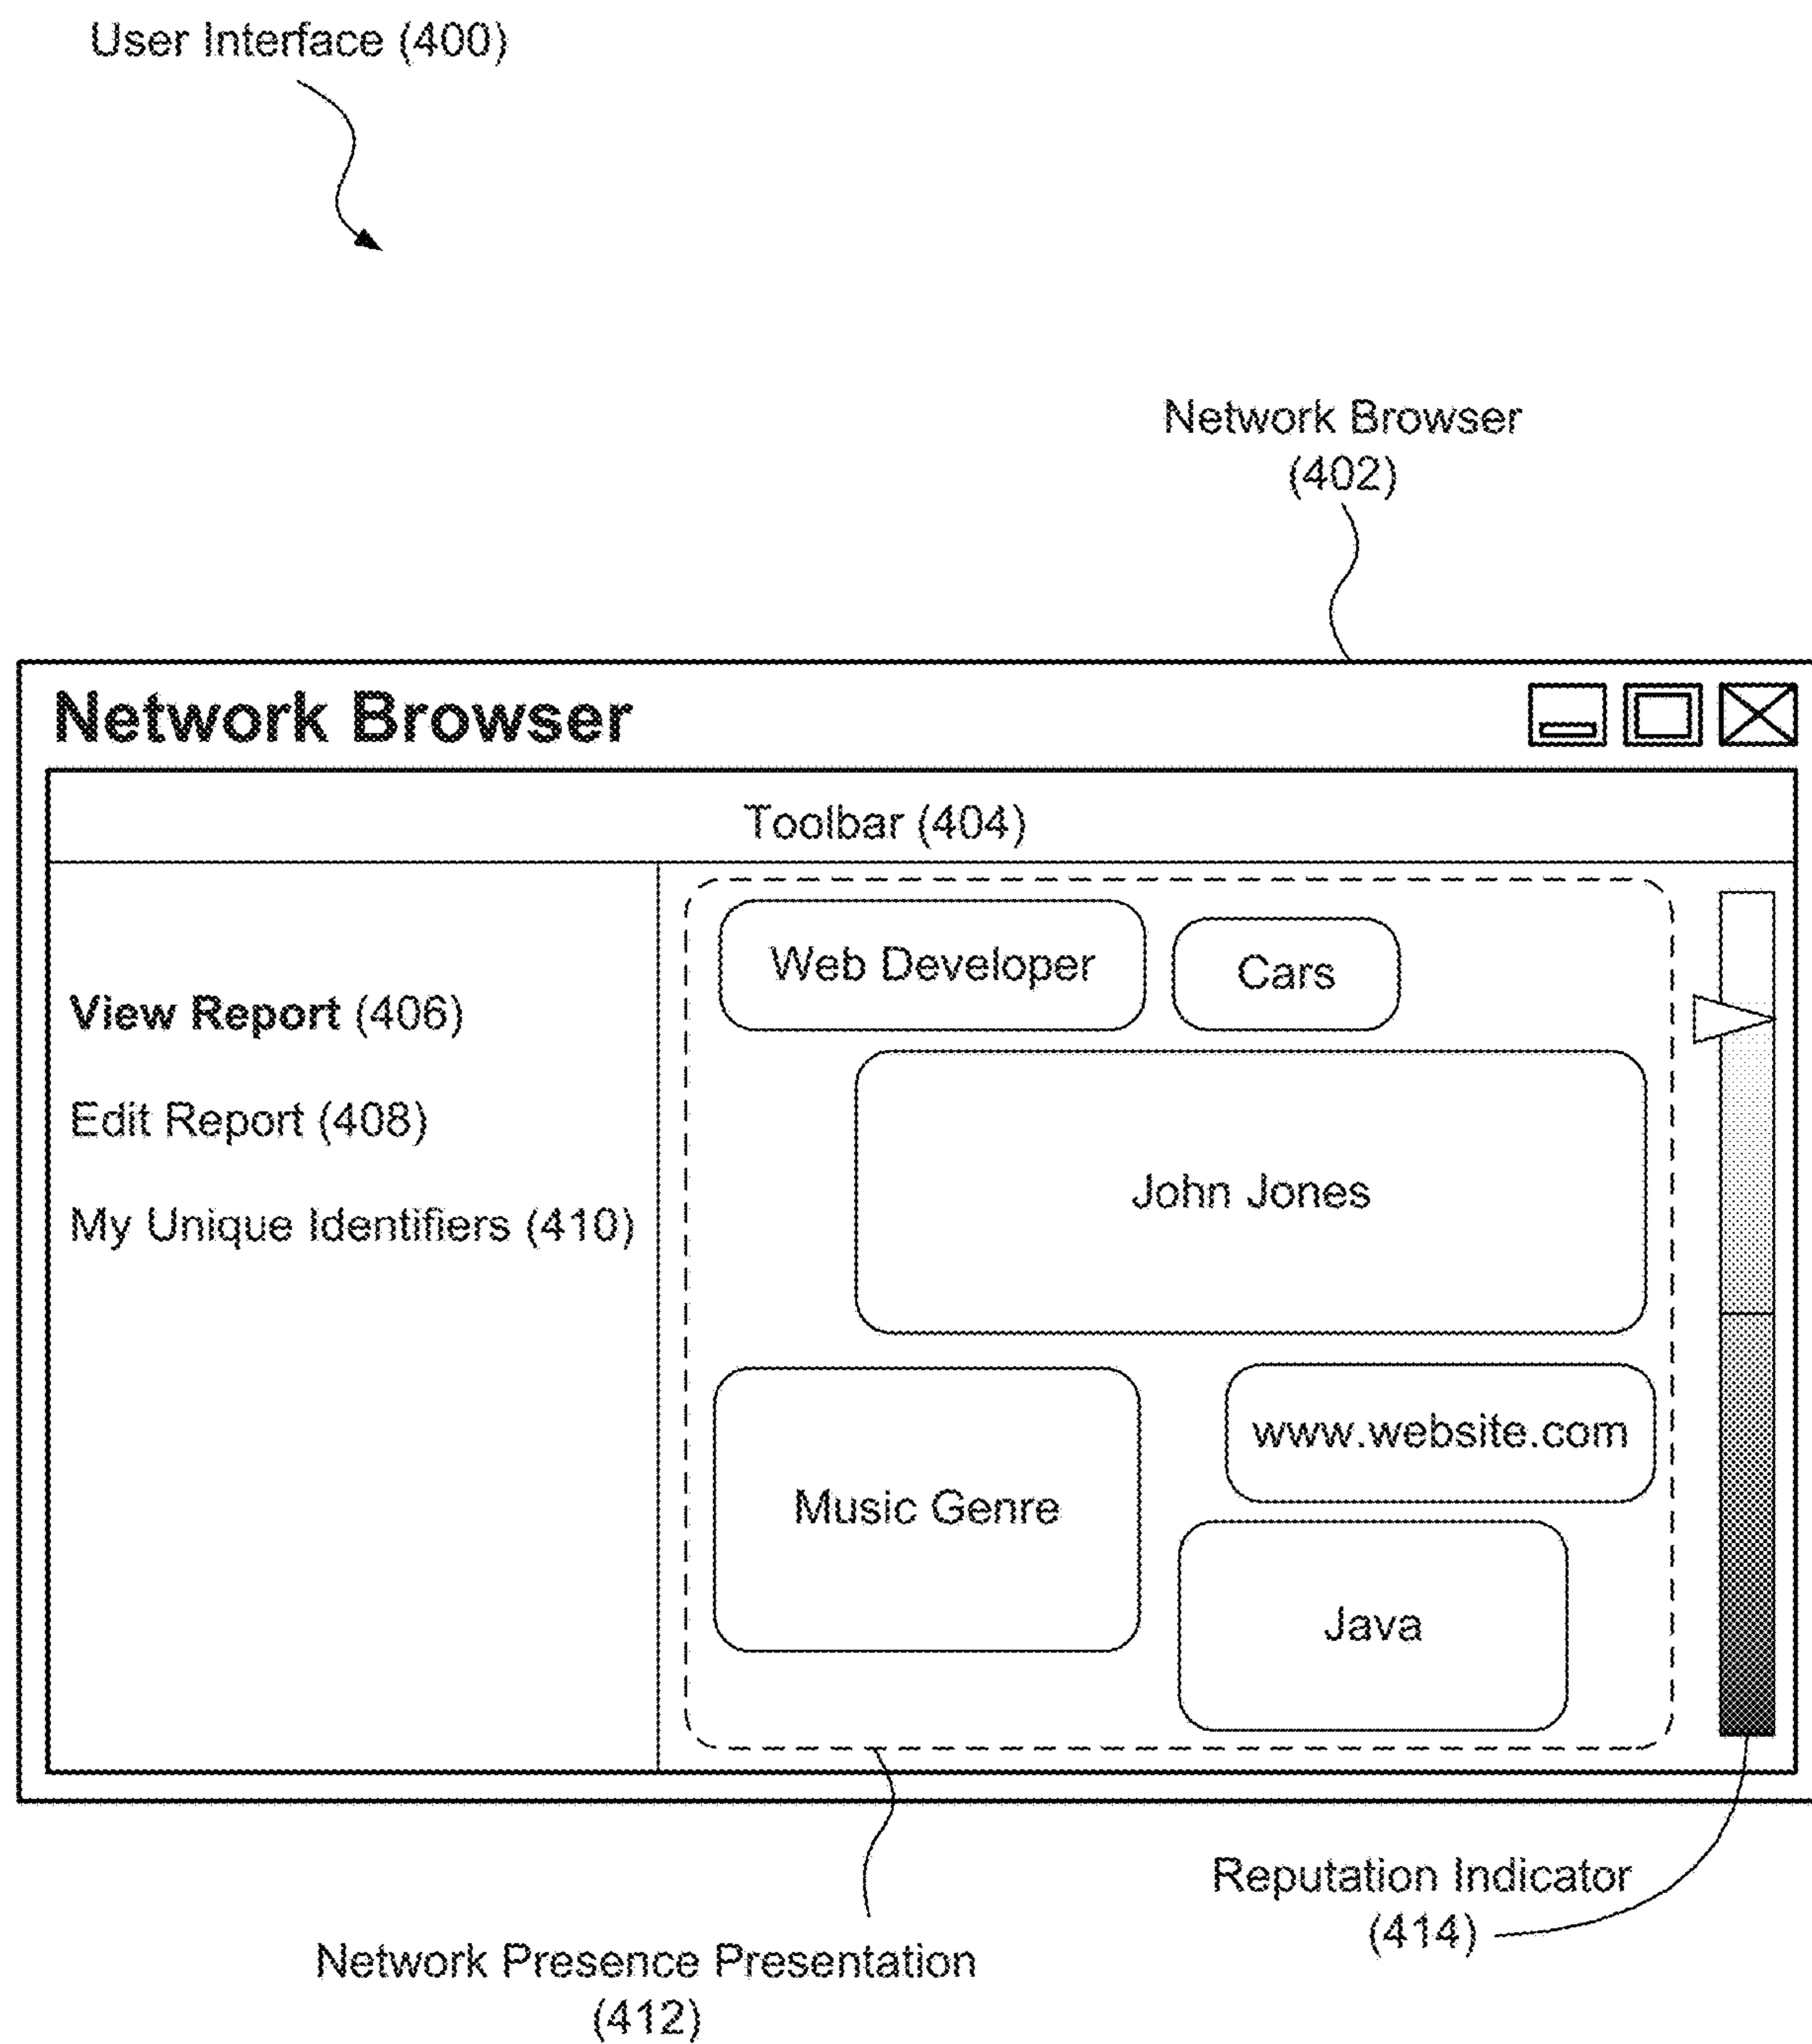 User Interface (400)
Network Browser
(402)
Network Browser
Toolbar (404)
View Report (406)
Edit Report (408)
My Unique Identifiers (410)
Web Developer
Cars
John Jones
Music Genre
www.website.com
Java
Reputation Indicator
(414)
Network Presence Presentation
(412)